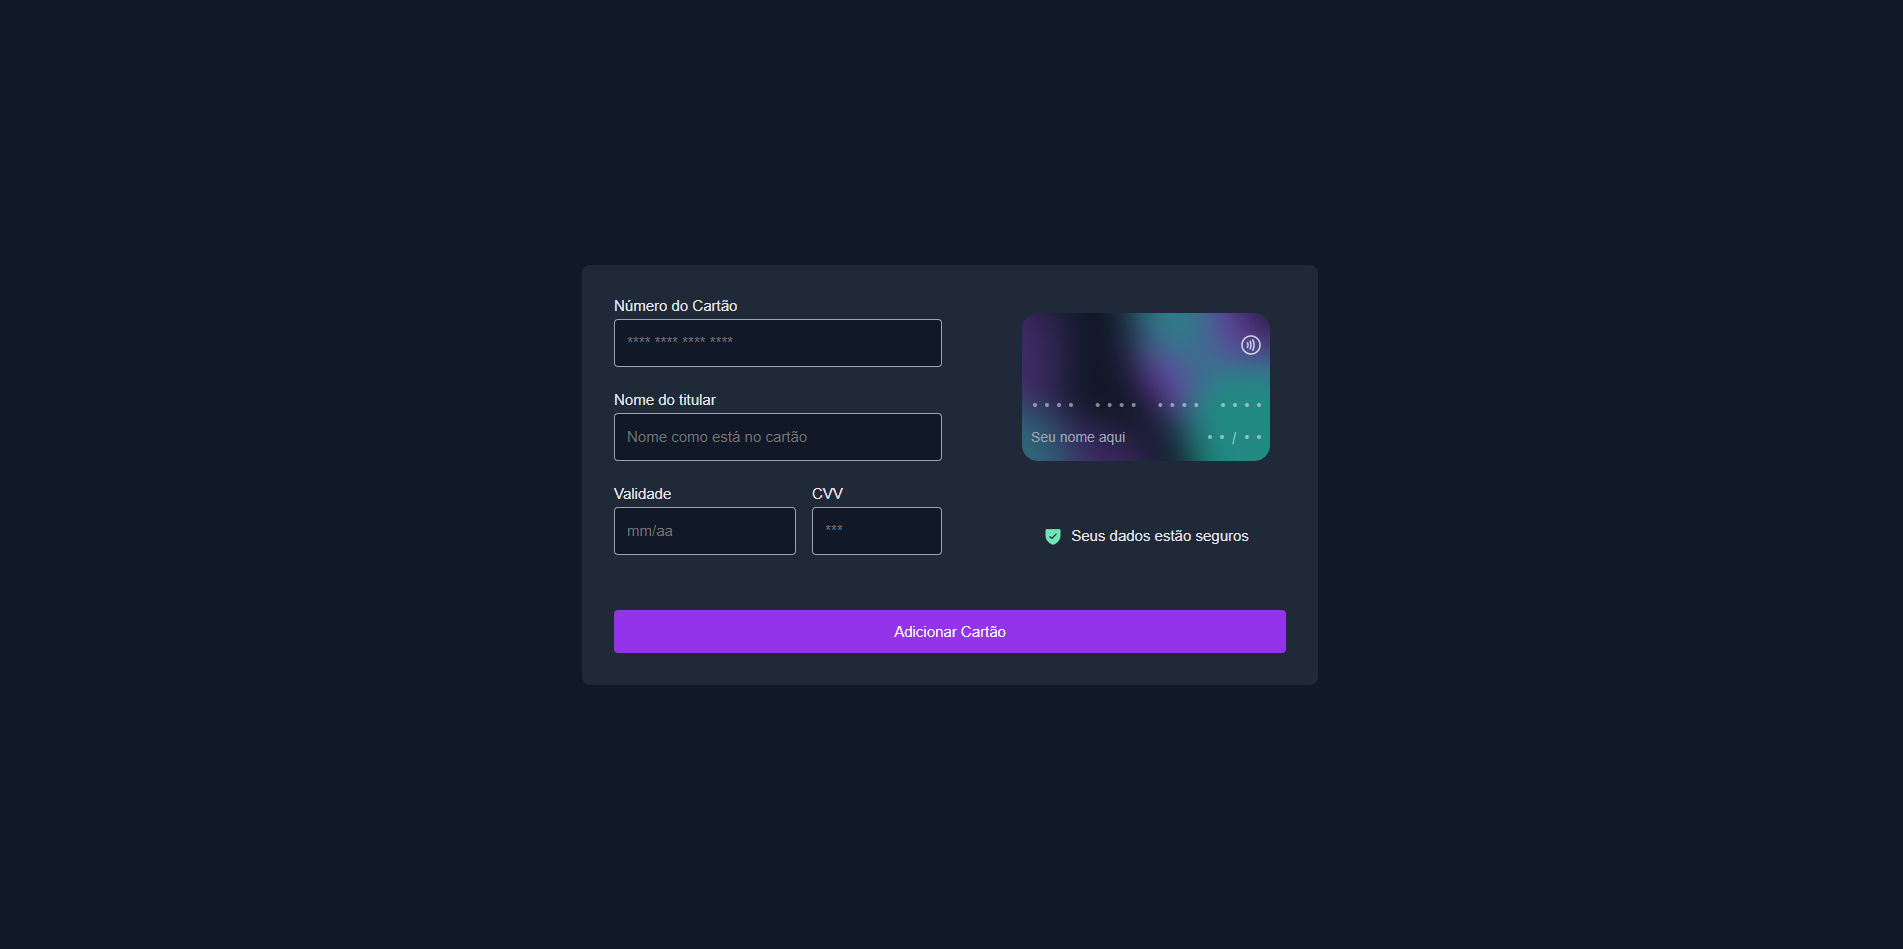 Número do Cartão
**** **** **** ****
Nome do titular
Nome como está no cartão
Validade
CVV
mm/aa
***
•••• •••• •••• ••••
Seu nome aqui
••/••
Seus dados estão seguros
Adicionar Cartão